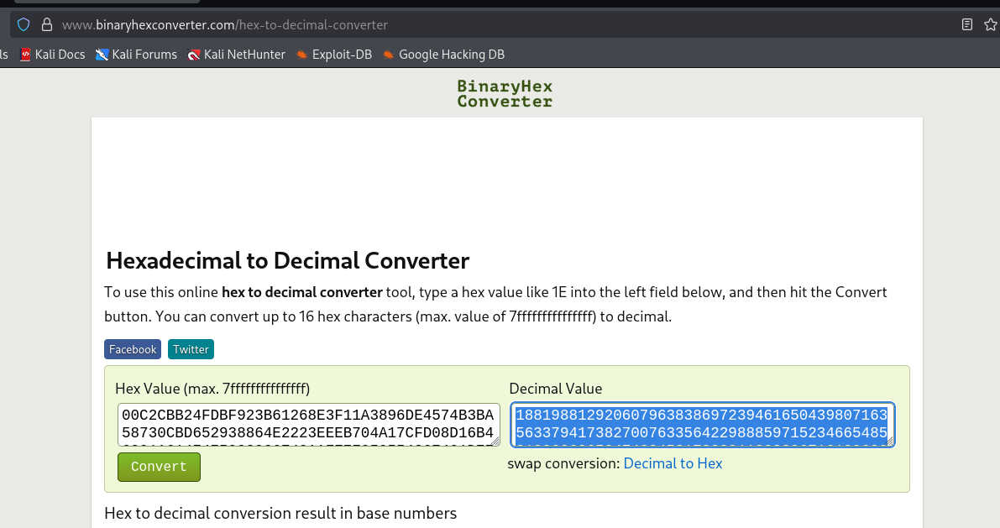 www.binaryhexconverter.com/hex-to-decimal-converter
ls Kali Docs Kali Forums Kali NetHunter Exploit-DB Google Hacking DB
BinaryHex
Converter
Hexadecimal to Decimal Converter
To use this online hex to decimal converter tool, type a hex value like 1E into the left field below, and then hit the Convert
button. You can convert up to 16 hex characters (max. value of 7fffffffffffffff) to decimal.
Facebook Twitter
Hex Value (max. 7fffffffffffffff) Decimal Value
00C2CBB24FDBF923B61268E3F11A3896DE4574B3BA 188198812920607963838697239461650439807163
58730CBD652938864E2223EEEB704A17CFD08D16B4 563379417382700763356422988859715234665485
Convert swap conversion: Decimal to Hex
Hex to decimal conversion result in base numbers